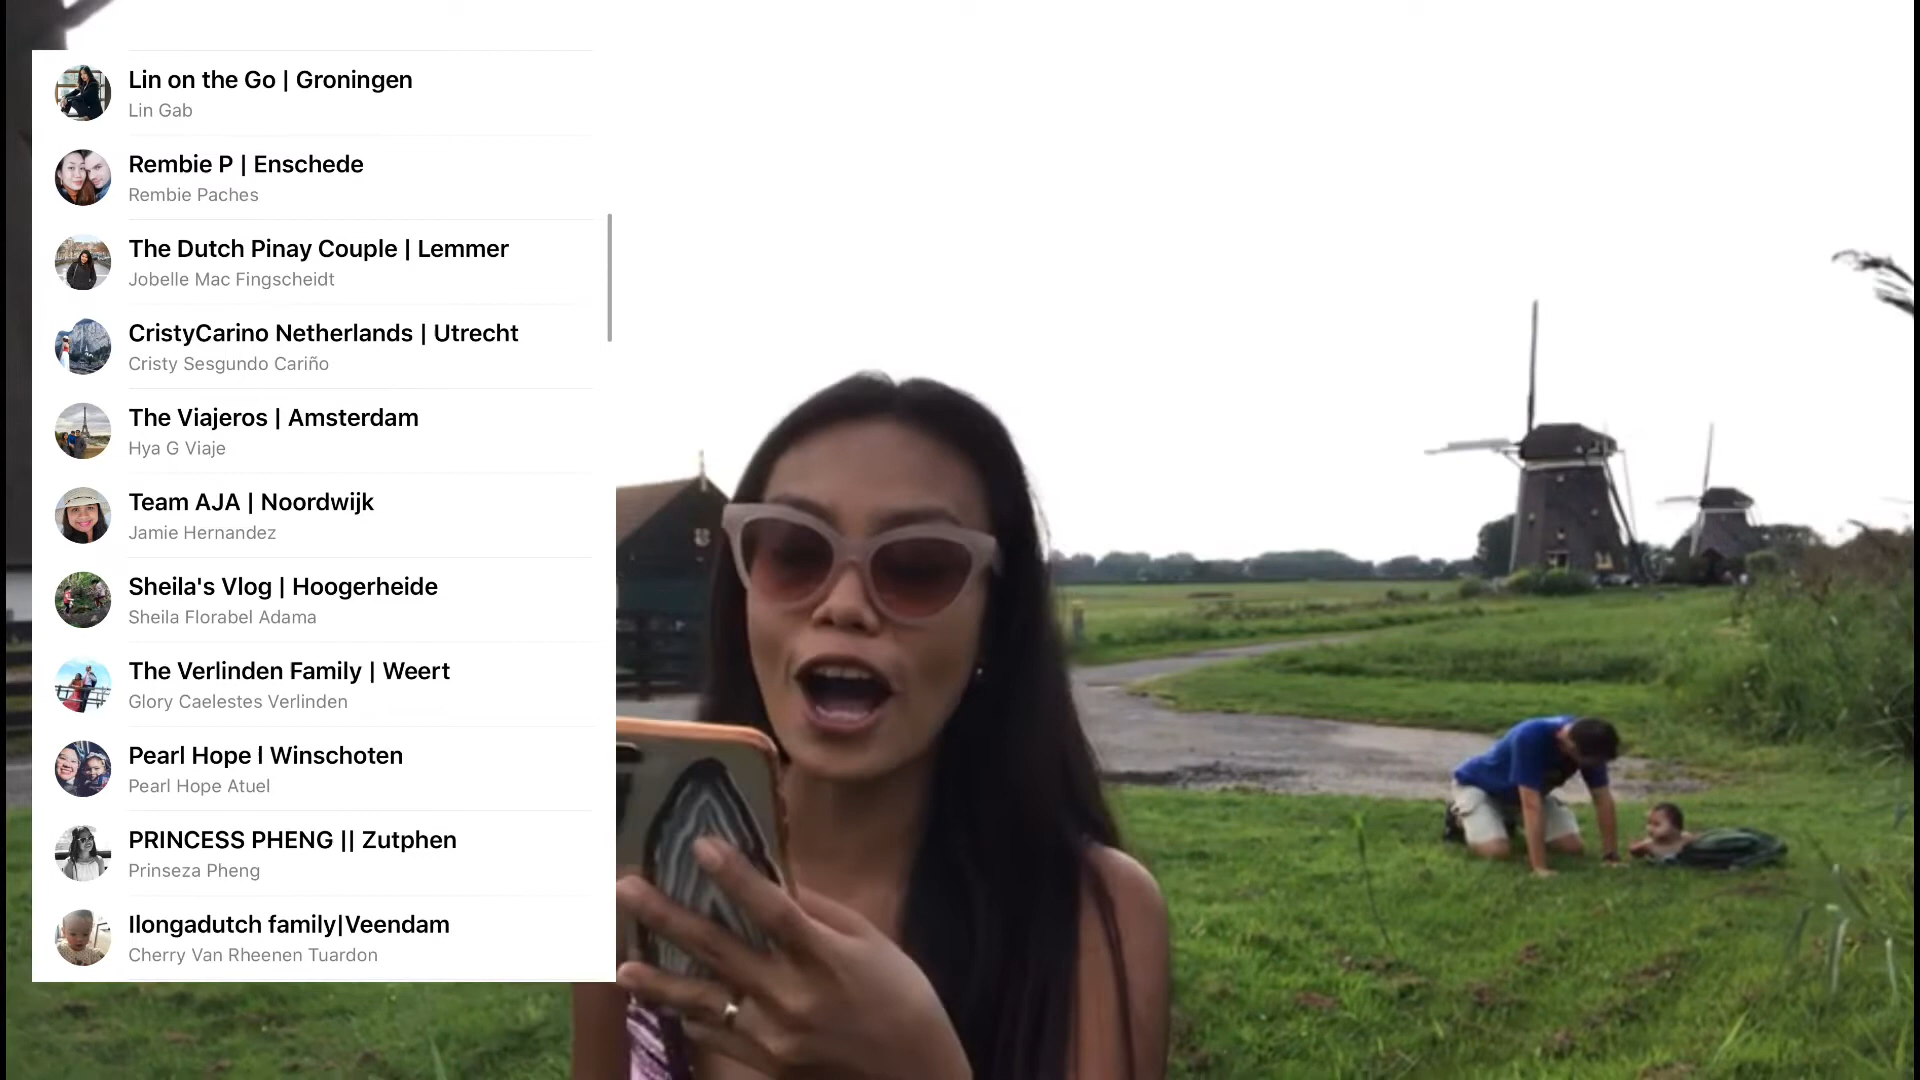 Lin on the Go | Groningen
Lin Gab
Rembie P | Enschede
Rembie Paches
The Dutch Pinay Couple | Lemmer
Jobelle Mac Fingscheidt
CristyCarino Netherlands | Utrecht
Cristy Sesgundo Cariño
The Viajeros | Amsterdam
Hya G Viaje
Team AJA | Noordwijk
Jamie Hernandez
Sheila's Vlog | Hoogerheide
Sheila Florabel Adama
The Verlinden Family | Weert
Glory Caelestes Verlinden
Pearl Hope l Winschoten
Pearl Hope Atuel
PRINCESS PHENG || Zutphen
Prinseza Pheng
Ilongadutch family|Veendam
Cherry Van Rheenen Tuardon